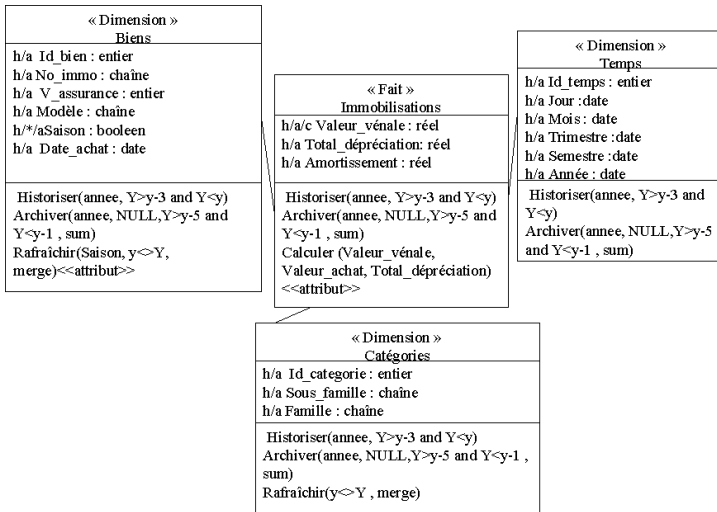 « Dimension »
Biens
h/a Id_bien : entier
h/a No_immo : chaîne
h/a V_assurance : entier
h/a Modèle : chaîne
h/*/aSaison : booleen
h/a Date_achat : date
Historiser(annee, Y>y-3 and Y<y)
Archiver(annee, NULL,Y>y-5 and
Y<y-1 , sum)
Rafraîchir(Saison, y<>Y,
merge)<<attribut>>
« Fait »
Immobilisations
h/a/c Valeur_vénale : réel
h/a Total_dépréciation: réel
h/a Amortissement : réel
Historiser(annee, Y>y-3 and Y<y)
Archiver(annee, NULL,Y>y-5 and
Y<y-1 , sum)
Calculer (Valeur_vénale,
Valeur_achat, Total_dépréciation)
<<attribut>>
« Dimension »
Temps
h/a Id_temps : entier
h/a Jour :date
h/a Mois : date
h/a Trimestre :date
h/a Semestre :date
h/a Année : date
Historiser(annee, Y>y-3 and
Y<y)
Archiver(annee, NULL,Y>y-5
and Y<y-1 , sum)
« Dimension »
Catégories
h/a Id_categorie : entier
h/a Sous_famille : chaîne
h/a Famille : chaîne
Historiser(annee, Y>y-3 and Y<y)
Archiver(annee, NULL,Y>y-5 and Y<y-1 ,
sum)
Rafraîchir(y<>Y , merge)